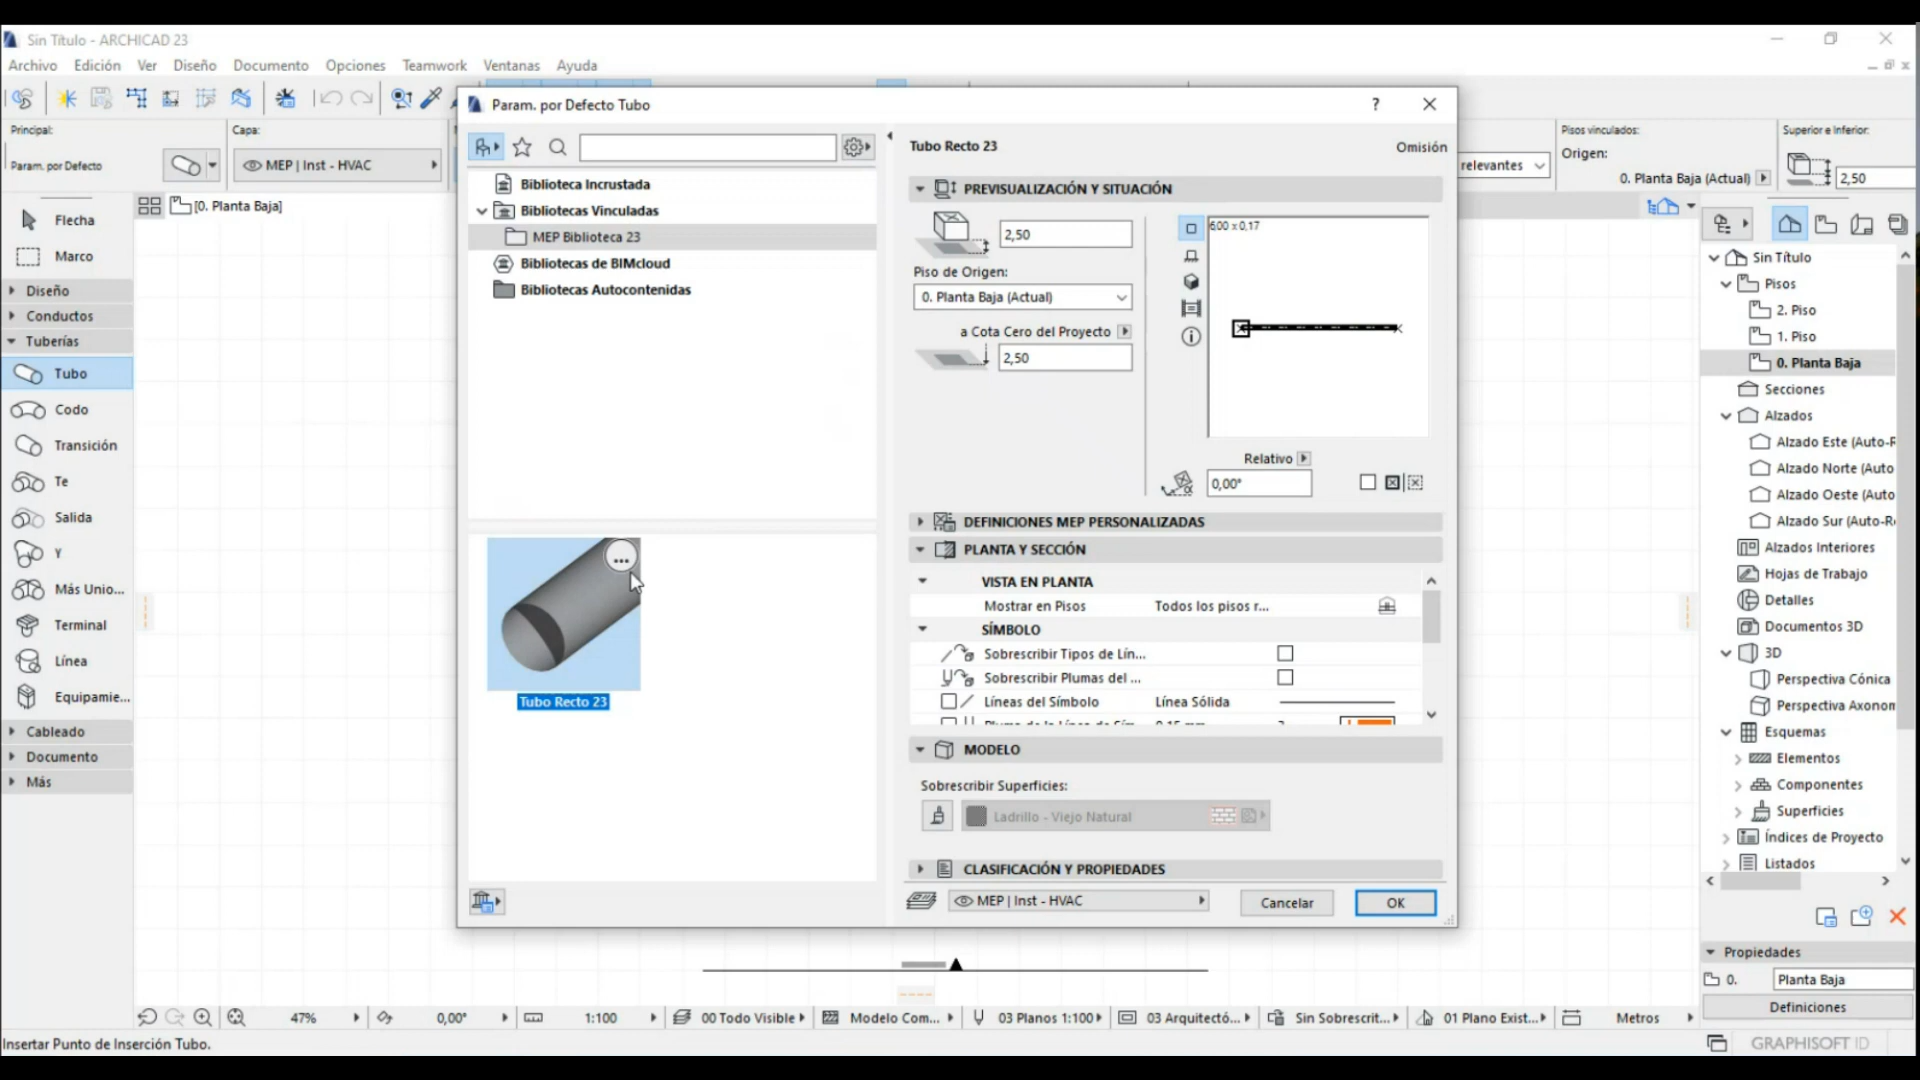 Sin Título - ARCHICAD 23
Archivo Edición Ver Diseño Documento Opciones Teamwork Ventanas Ayuda
Principal:
Param. por Defecto
Capa:
MEP | Inst - HVAC
[0. Planta Baja]
Flecha
Marco
Diseño
Conductos
Tuberías
Tubo
Codo
Transición
Te
Salida
Y
Más Unio...
Terminal
Línea
Equipamie...
Cableado
Documento
Más
Param. por Defecto Tubo
?
Biblioteca Incrustada
Bibliotecas Vinculadas
MEP Biblioteca 23
Bibliotecas de BIMcloud
Bibliotecas Autocontenidas
...
Tubo Recto 23
Tubo Recto 23
Omisión
PREVISUALIZACIÓN Y SITUACIÓN
2,50
Piso de Origen:
0. Planta Baja (Actual)
a Cota Cero del Proyecto
2,50
600 x 0,17
Relativo
0,00°
DEFINICIONES MEP PERSONALIZADAS
PLANTA Y SECCIÓN
VISTA EN PLANTA
Mostrar en Pisos Todos los pisos r...
SÍMBOLO
Sobrescribir Tipos de Lín...
Sobrescribir Plumas del ...
Líneas del Símbolo Línea Sólida
MODELO
Sobrescribir Superficies:
Ladrillo - Viejo Natural
CLASIFICACIÓN Y PROPIEDADES
MEP | Inst - HVAC
Cancelar
OK
relevantes
Pisos vinculados:
Origen:
0. Planta Baja (Actual)
Superior e Inferior:
2,50
Sin Título
Pisos
2. Piso
1. Piso
0. Planta Baja
Secciones
Alzados
Alzado Este (Auto-R
Alzado Norte (Auto
Alzado Oeste (Auto
Alzado Sur (Auto-R
Alzados Interiores
Hojas de Trabajo
Detalles
Documentos 3D
3D
Perspectiva Cónica
Perspectiva Axonom
Esquemas
Elementos
Componentes
Superficies
Índices de Proyecto
Listados
Propiedades
0. Planta Baja
Definiciones
47% 0,00° 1:100 00 Todo Visible Modelo Com... 03 Planos 1:100 03 Arquitectó... Sin Sobrescrit... 01 Plano Exist... Metros
Insertar Punto de Inserción Tubo.
GRAPHISOFT ID